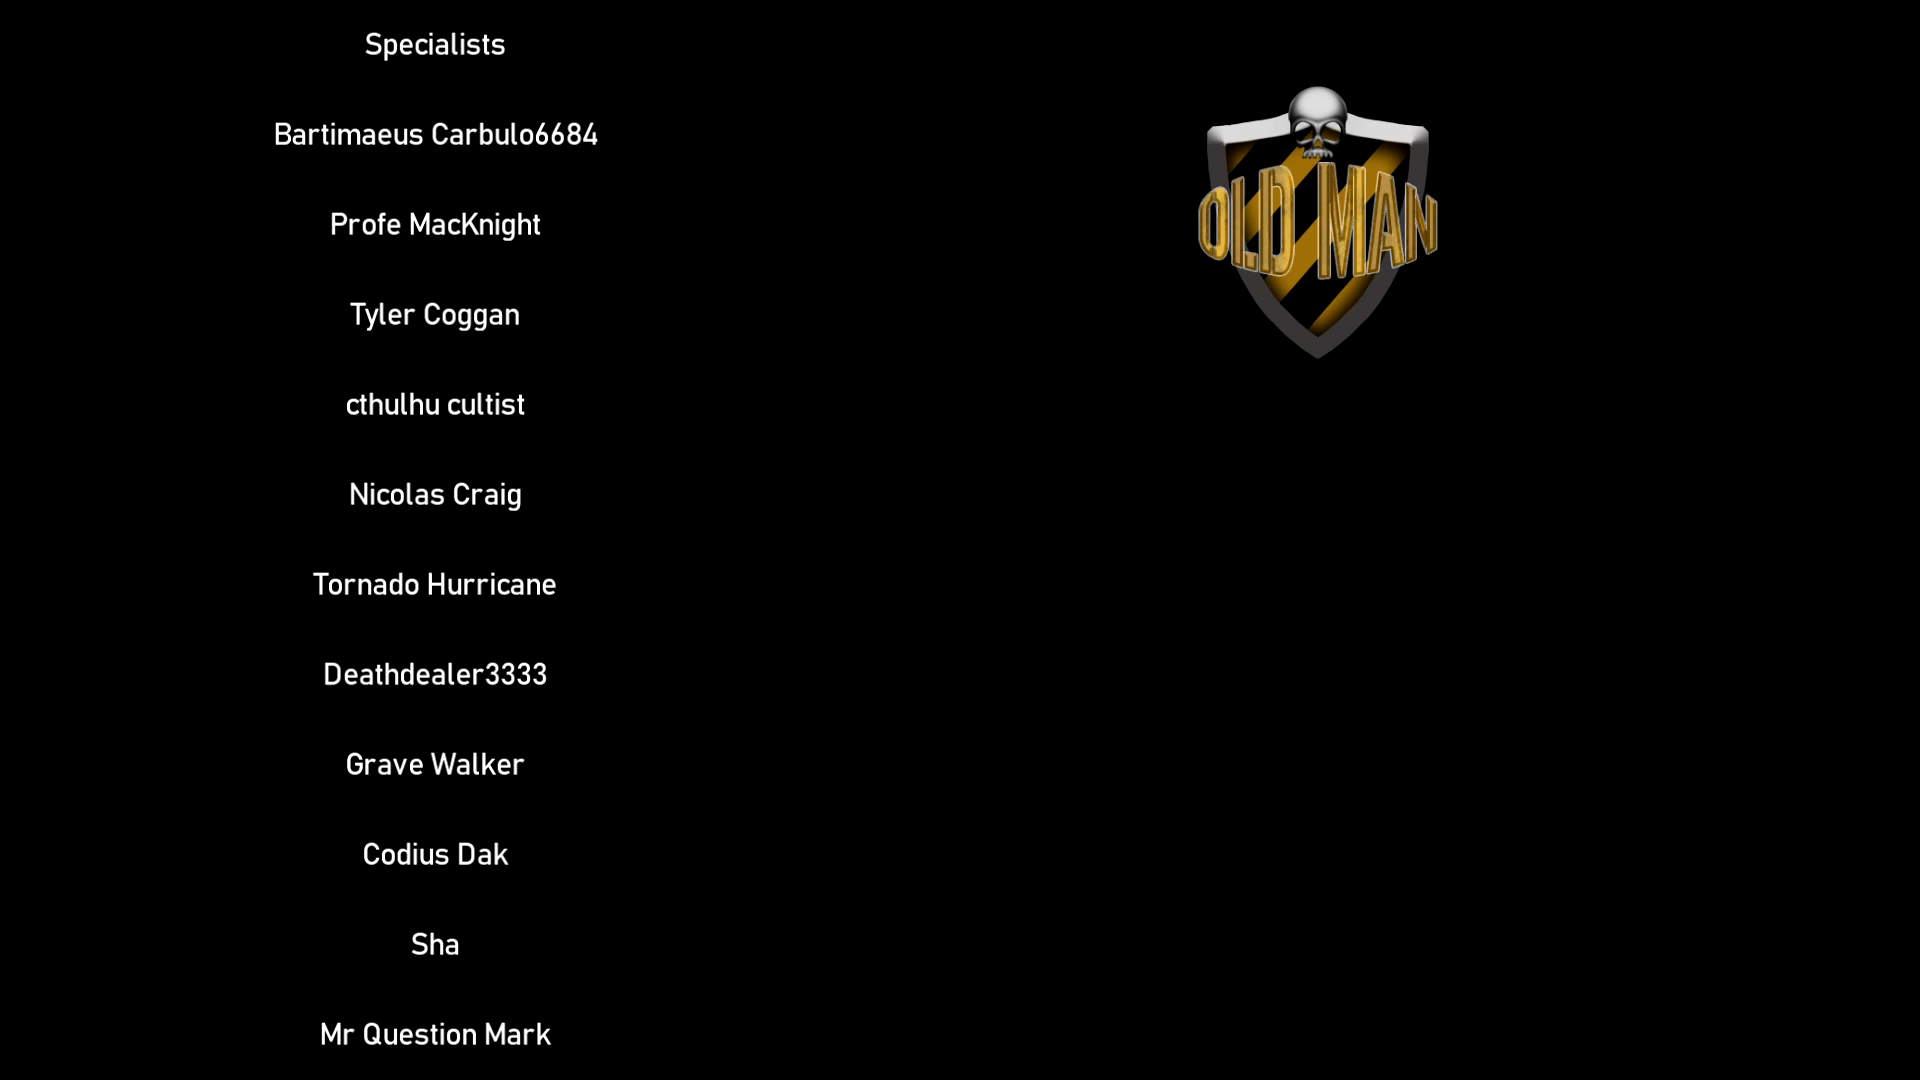 Specialists
Bartimaeus Carbulo6684
Profe MacKnight
Tyler Coggan
cthulhu cultist
Nicolas Craig
Tornado Hurricane
Deathdealer3333
Grave Walker
Codius Dak
Sha
Mr Question Mark
OLD MAN